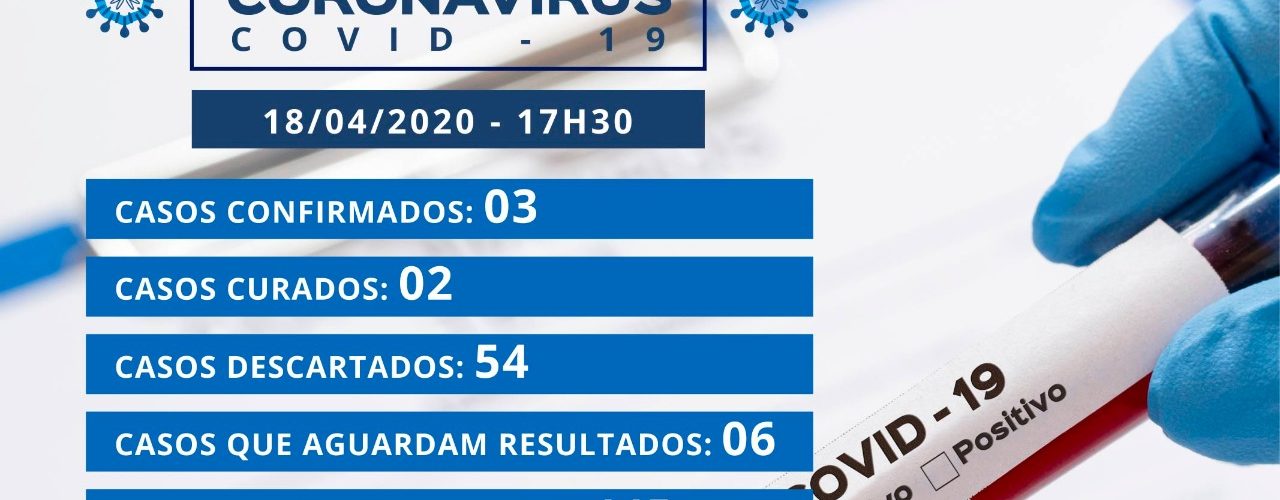 CORONAVÍRUS
COVID - 19
18/04/2020 - 17H30
CASOS CONFIRMADOS: 03
CASOS CURADOS: 02
CASOS DESCARTADOS: 54
CASOS QUE AGUARDAM RESULTADOS: 06
COVID - 19
Positivo